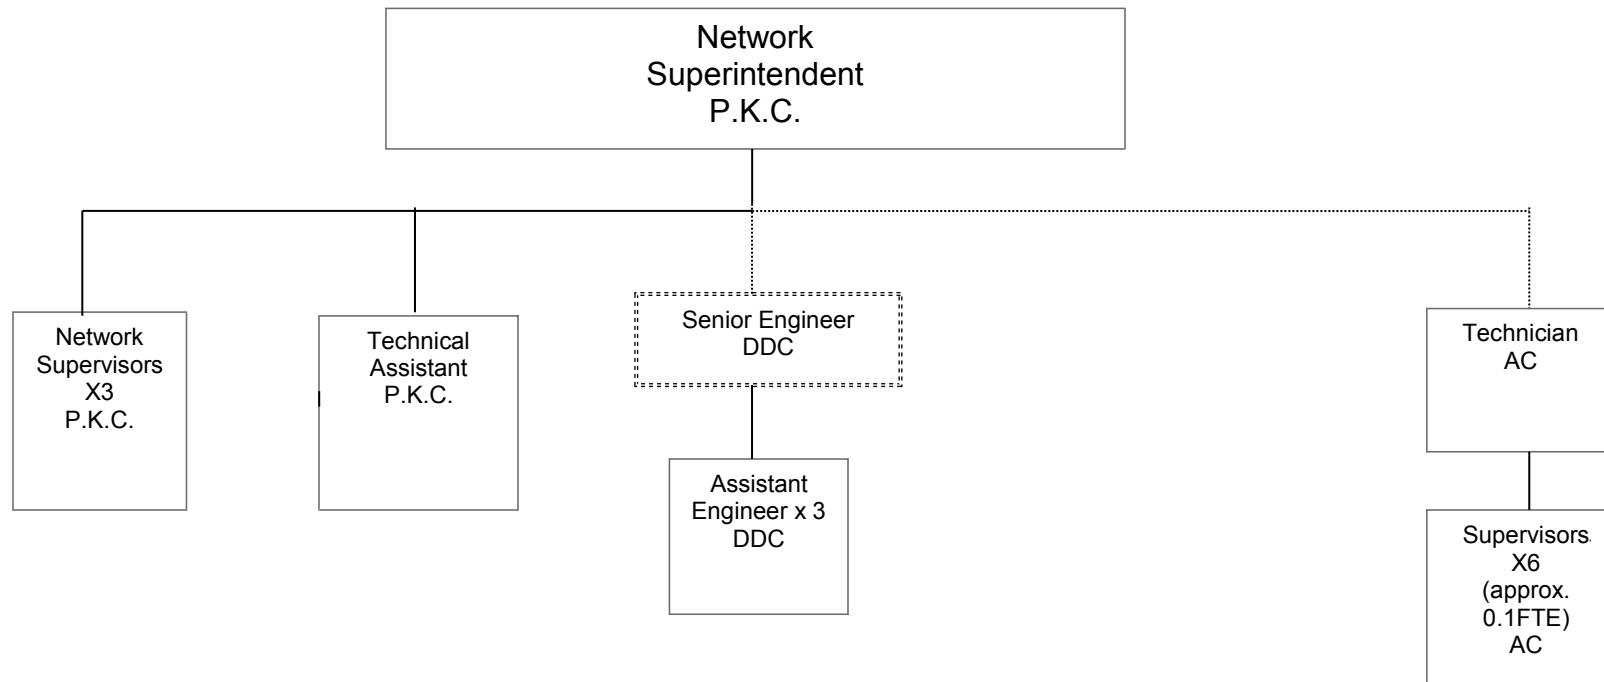 Network
Superintendent
P.K.C.
Network
Supervisors
X3
P.K.C.
Technical
Assistant
P.K.C.
Senior Engineer
DDC
Technician
AC
Assistant
Engineer x 3
DDC
Supervisors
X6
(approx.
0.1FTE)
AC